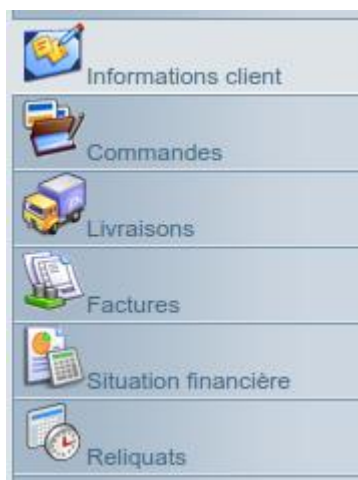 Informations client
Commandes
Livraisons
Factures
Situation financière
Reliquats